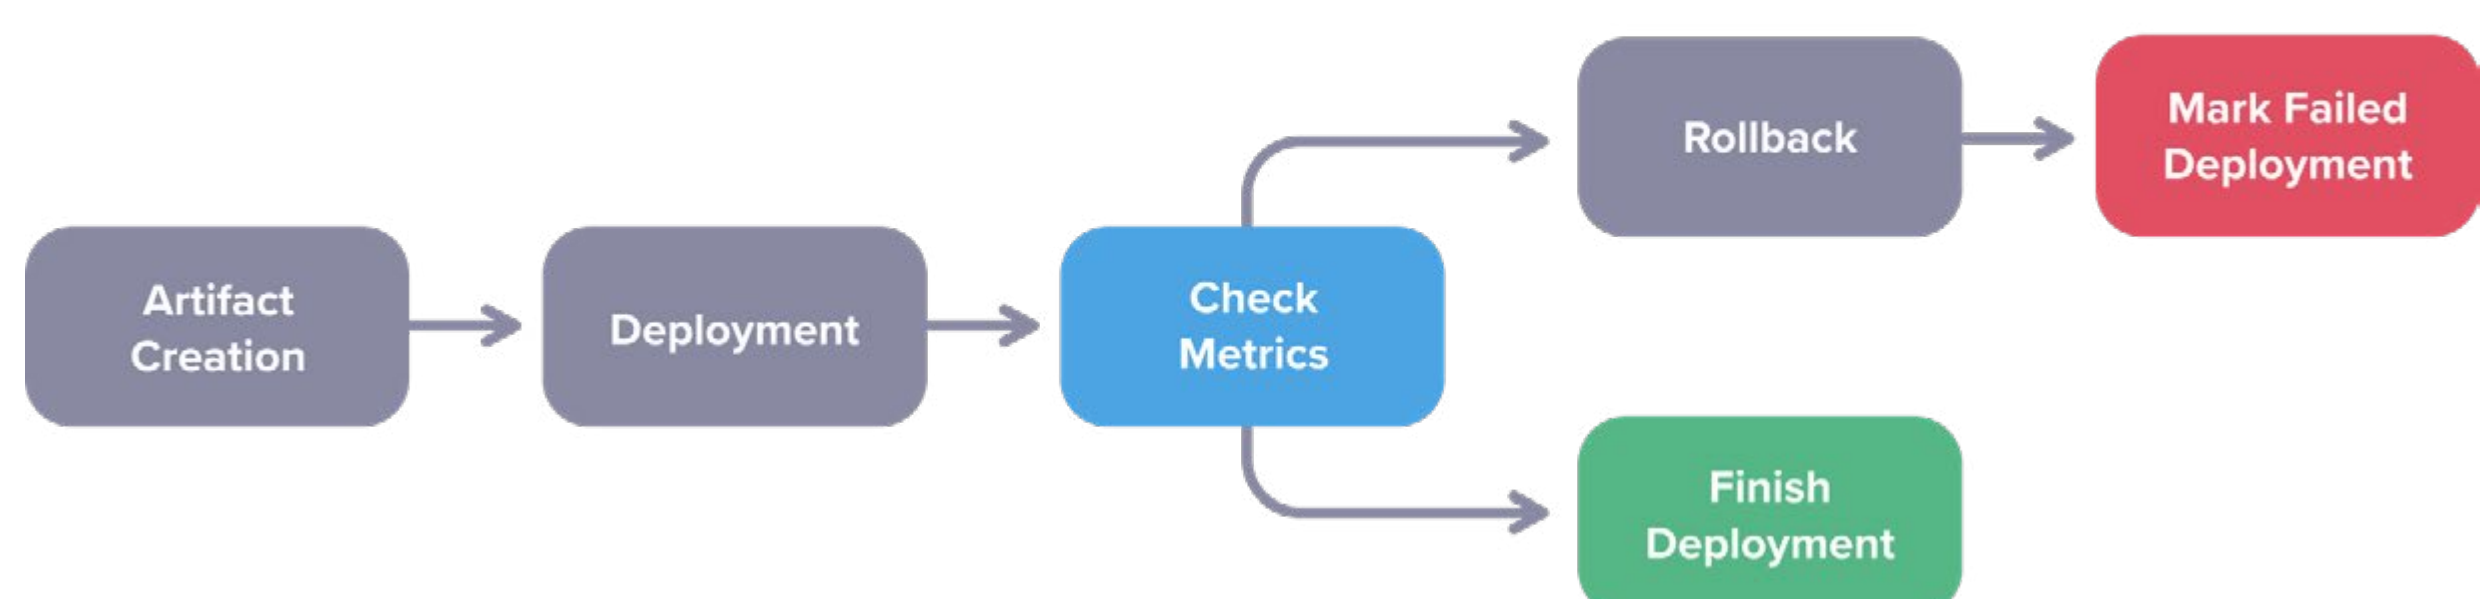 Artifact
Creation
Deployment
Check
Metrics
Rollback
Mark Failed
Deployment
Finish
Deployment